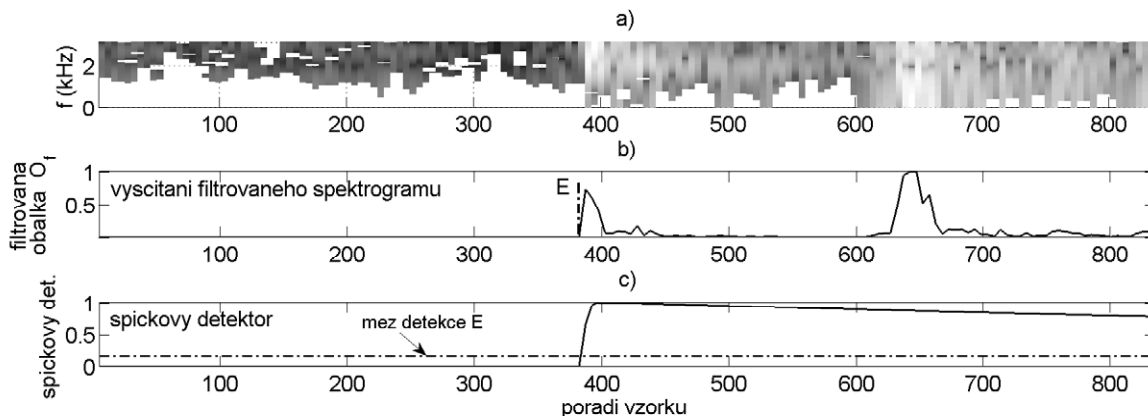 a)
f (kHz)
2
0
100 200 300 400 500 600 700 800
b)
filtrovana
obalka O_f
1
0.5
vyscitani filtrovaneho spektrogramu
E
100 200 300 400 500 600 700 800
c)
spickovy det.
1
0.5
0
spickovy detektor
mez detekce E
100 200 300 400 500 600 700 800
poradi vzorku